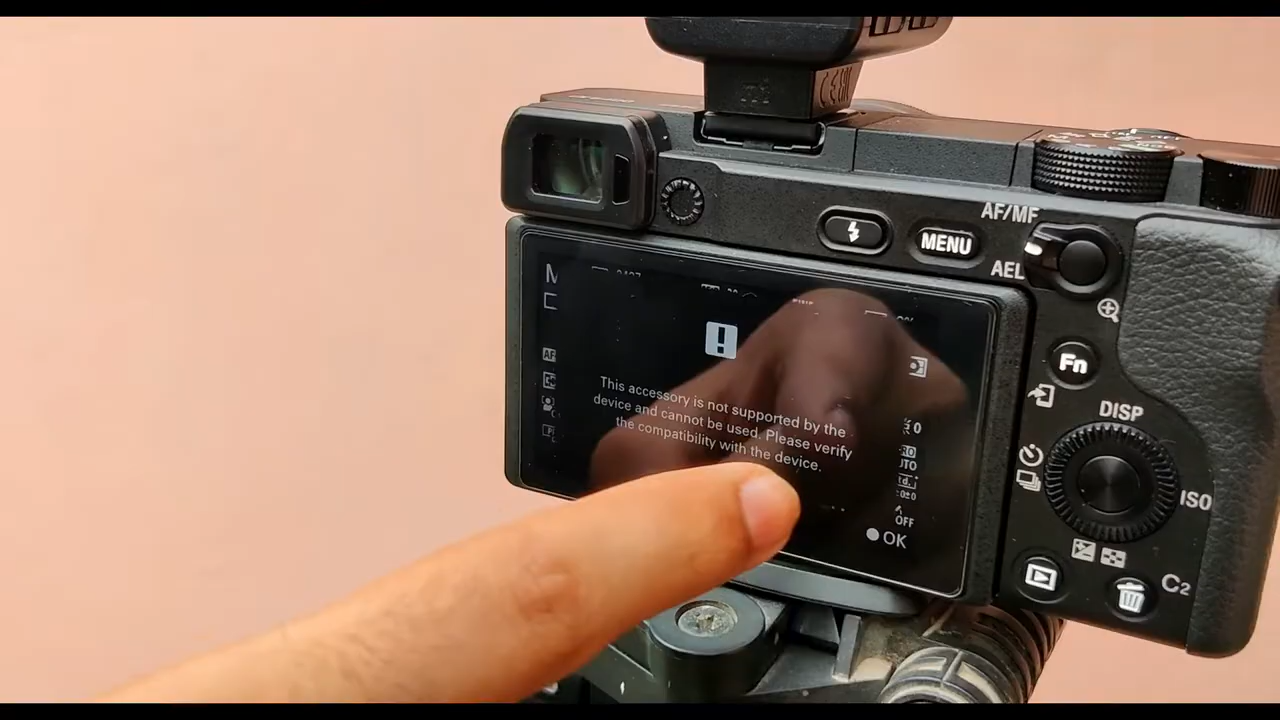 AF/MF
MENU
AEL
Fn
This accessory is not supported by the
device and cannot be used. Please verify
the compatibility with the device.
DISP
ISO
OFF
OK
C2